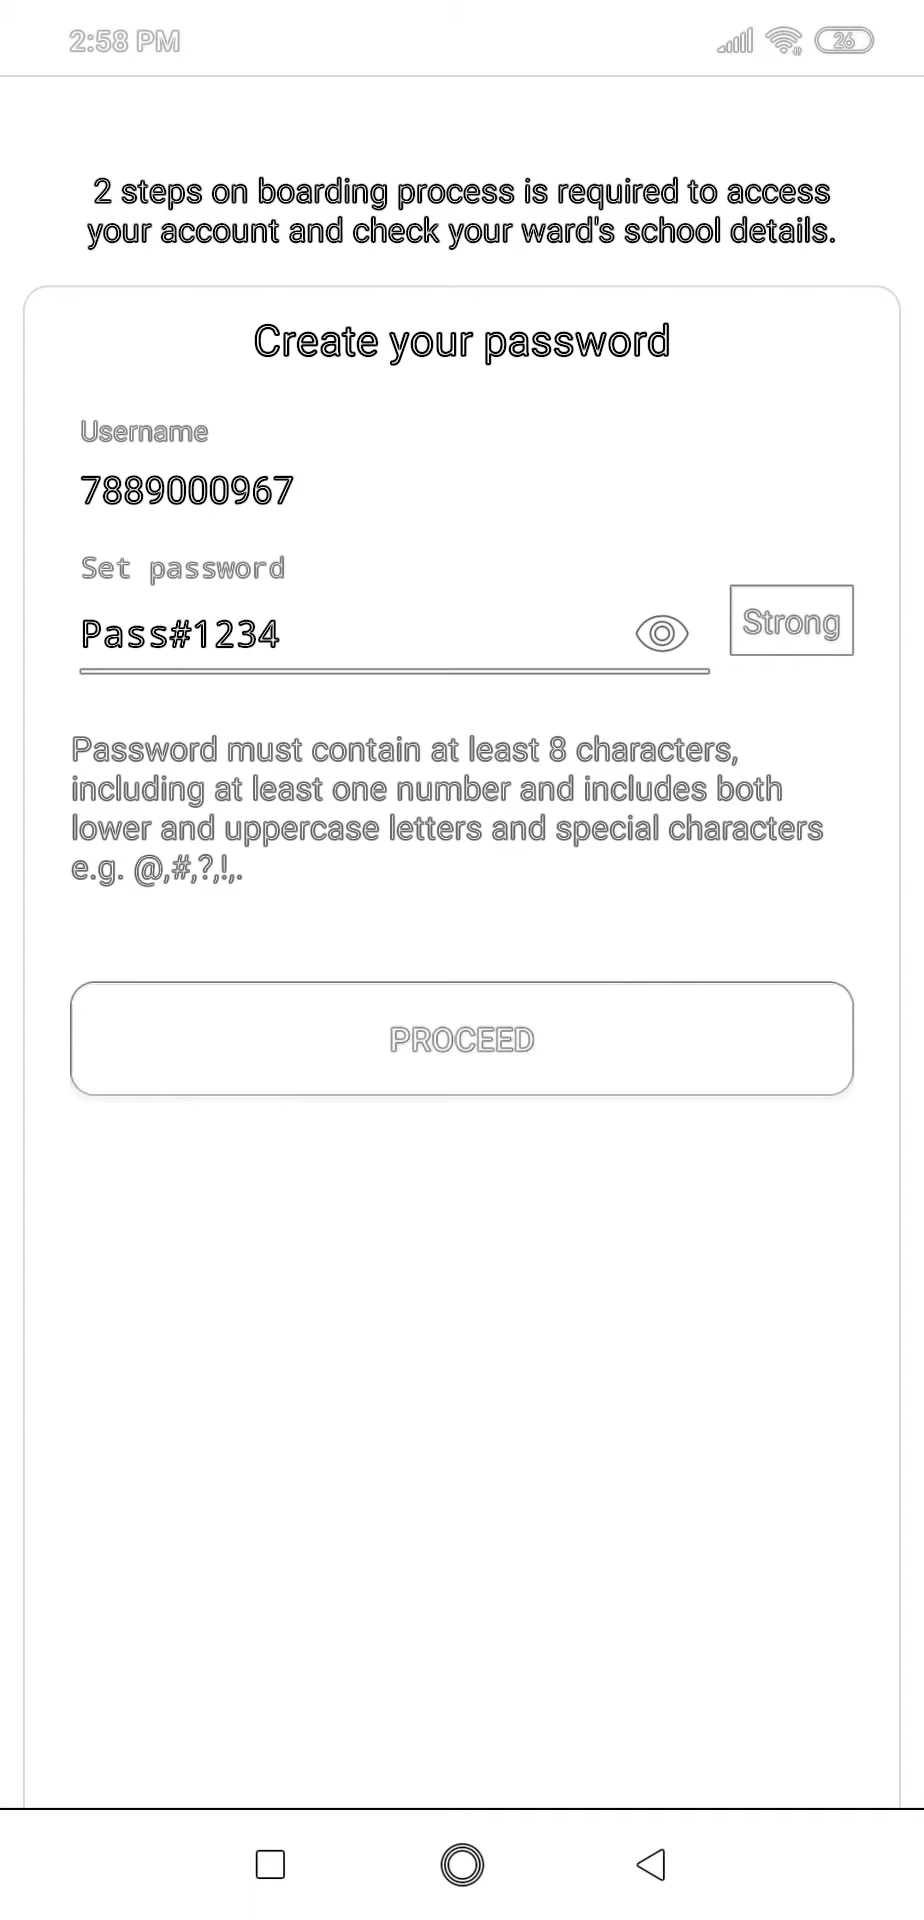 2:58 PM 26
2 steps on boarding process is required to access
your account and check your ward's school details.
Create your password
Username
7889000967
Set password
Pass#1234
Strong
Password must contain at least 8 characters,
including at least one number and includes both
lower and uppercase letters and special characters
e.g. @,#,?,!,.
PROCEED